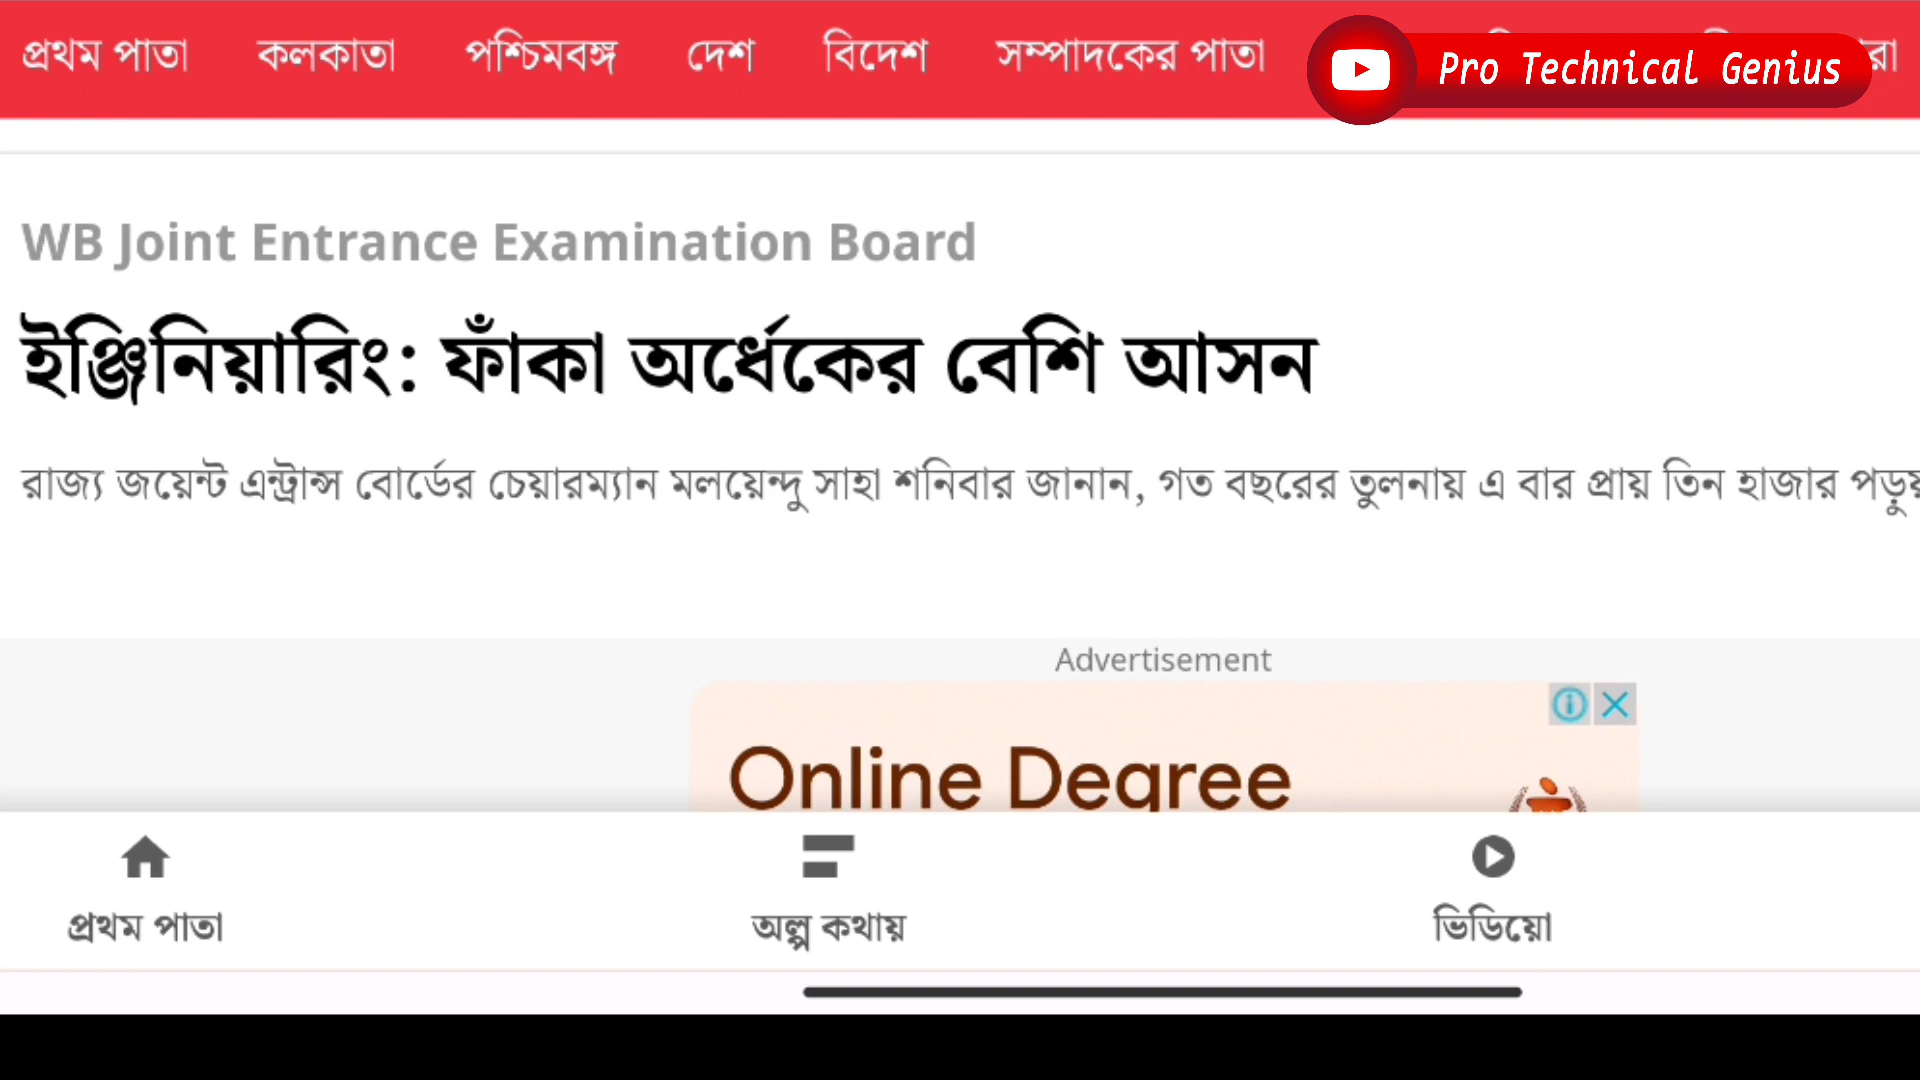 প্রথম পাতা কলকাতা পশ্চিমবঙ্গ দেশ বিদেশ সম্পাদকের পাতা
Pro Technical Genius
WB Joint Entrance Examination Board
ইঞ্জিনিয়ারিং: ফাঁকা অর্ধেকের বেশি আসন
রাজ্য জয়েন্ট এন্ট্রান্স বোর্ডের চেয়ারম্যান মলয়েন্দু সাহা শনিবার জানান, গত বছরের তুলনায় এ বার প্রায় তিন হাজার
Advertisement
Online Degree
প্রথম পাতা অল্প কথায় ভিডিয়ো